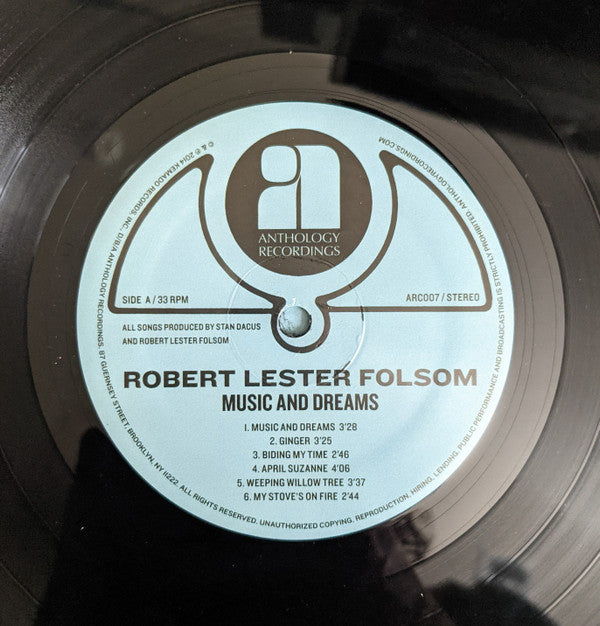 ANTHOLOGY
RECORDINGS
SIDE A / 33 RPM
ARC007 / STEREO
ALL SONGS PRODUCED BY STAN DACUS
AND ROBERT LESTER FOLSOM
ROBERT LESTER FOLSOM
MUSIC AND DREAMS
1. MUSIC AND DREAMS 3'28
2. GINGER 3'25
3. BIDING MY TIME 2'46
4. APRIL SUZANNE 4'06
5. WEEPING WILLOW TREE 3'37
6. MY STOVE'S ON FIRE 2'44
© & ℗ 2014 KEMADO RECORDS, INC., D/B/A ANTHOLOGY RECORDINGS, 87 GUERNSEY STREET, BROOKLYN, NY 11222. ALL RIGHTS RESERVED. UNAUTHORIZED COPYING, REPRODUCTION, HIRING, LENDING, PUBLIC PERFORMANCE AND BROADCASTING IS STRICTLY PROHIBITED. ANTHOLOGYRECORDINGS.COM